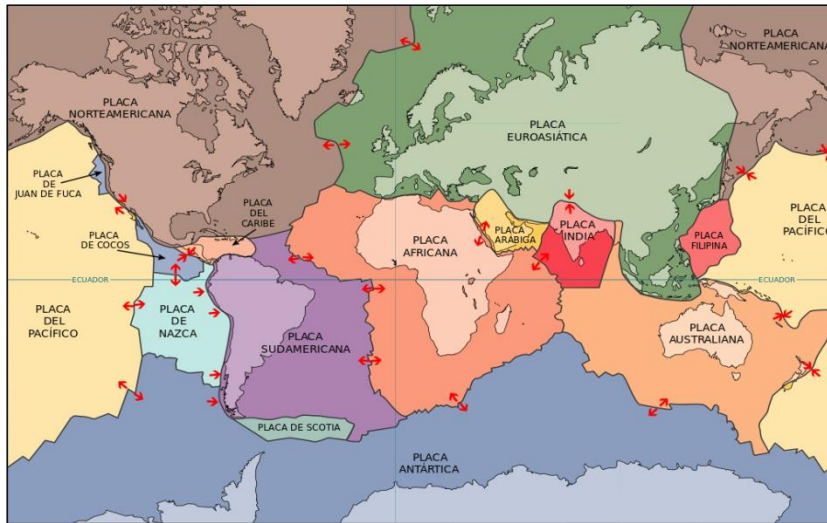 PLACA
NORTEAMERICANA
PLACA
EUROASIÁTICA
PLACA
NORTEAMERICANA
PLACA
DE
JUAN DE FUCA
PLACA
DEL
CARIBE
PLACA
DE COCOS
PLACA
AFRICANA
PLACA
ARÁBIGA
PLACA
INDIA
PLACA
FILIPINA
PLACA
DEL
PACÍFICO
ECUADOR
ECUADOR
PLACA
DEL
PACÍFICO
PLACA
DE
NAZCA
PLACA
SUDAMERICANA
PLACA
AUSTRALIANA
PLACA DE SCOTIA
PLACA
ANTÁRTICA